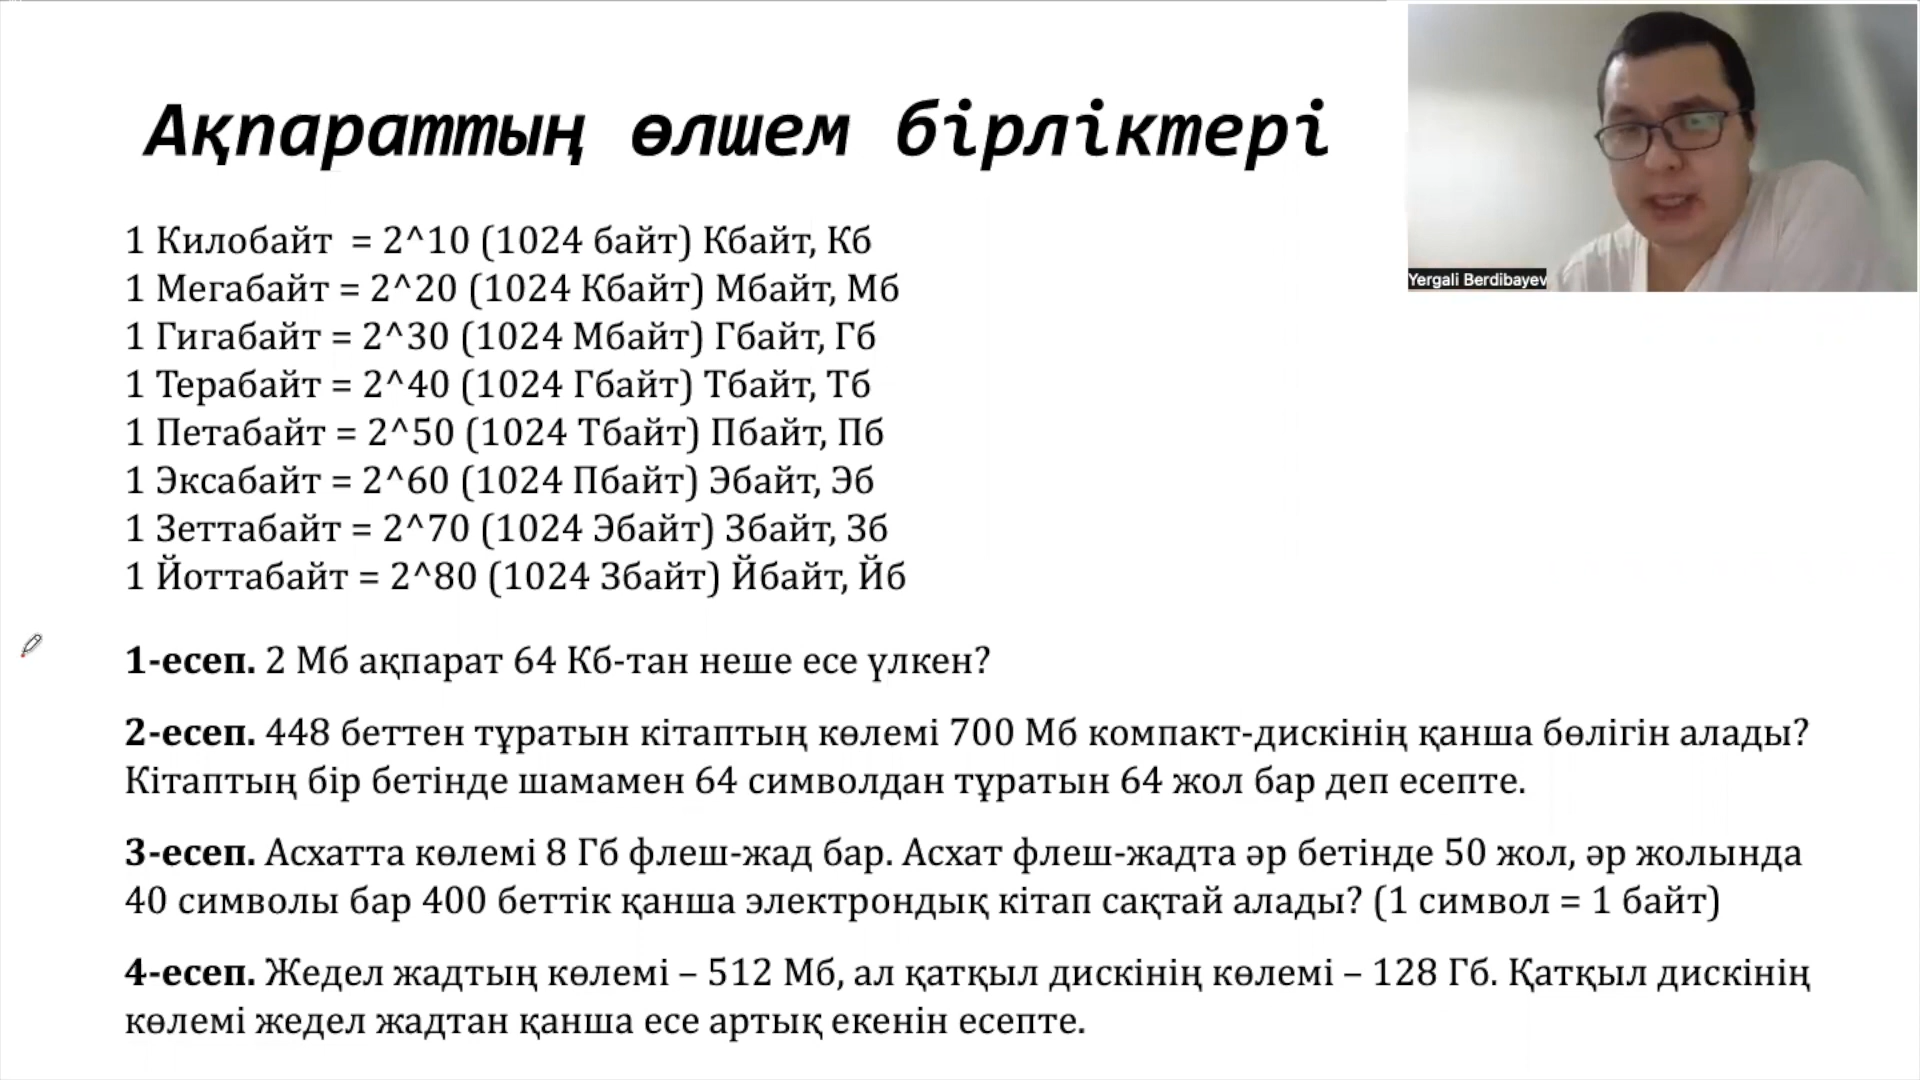 Ақпараттың өлшем бірліктері
1 Килобайт = 2^10 (1024 байт) Кбайт, Кб
1 Мегабайт = 2^20 (1024 Кбайт) Мбайт, Мб
1 Гигабайт = 2^30 (1024 Мбайт) Гбайт, Гб
1 Терабайт = 2^40 (1024 Гбайт) Тбайт, Тб
1 Петабайт = 2^50 (1024 Тбайт) Пбайт, Пб
1 Эксабайт = 2^60 (1024 Пбайт) Эбайт, Эб
1 Зеттабайт = 2^70 (1024 Эбайт) Збайт, Зб
1 Йоттабайт = 2^80 (1024 Збайт) Йбайт, Йб
1-есеп. 2 Мб ақпарат 64 Кб-тан неше есе үлкен?
2-есеп. 448 беттен тұратын кітаптың көлемі 700 Мб компакт-дискінің қанша бөлігін алады?
Кітаптың бір бетінде шамамен 64 символдан тұратын 64 жол бар деп есепте.
3-есеп. Асхатта көлемі 8 Гб флеш-жад бар. Асхат флеш-жадта әр бетінде 50 жол, әр жолында
40 символы бар 400 беттік қанша электрондық кітап сақтай алады? (1 символ = 1 байт)
4-есеп. Жедел жадтың көлемі – 512 Мб, ал қатқыл дискінің көлемі – 128 Гб. Қатқыл дискінің
көлемі жедел жадтан қанша есе артық екенін есепте.
Yergali Berdibayev